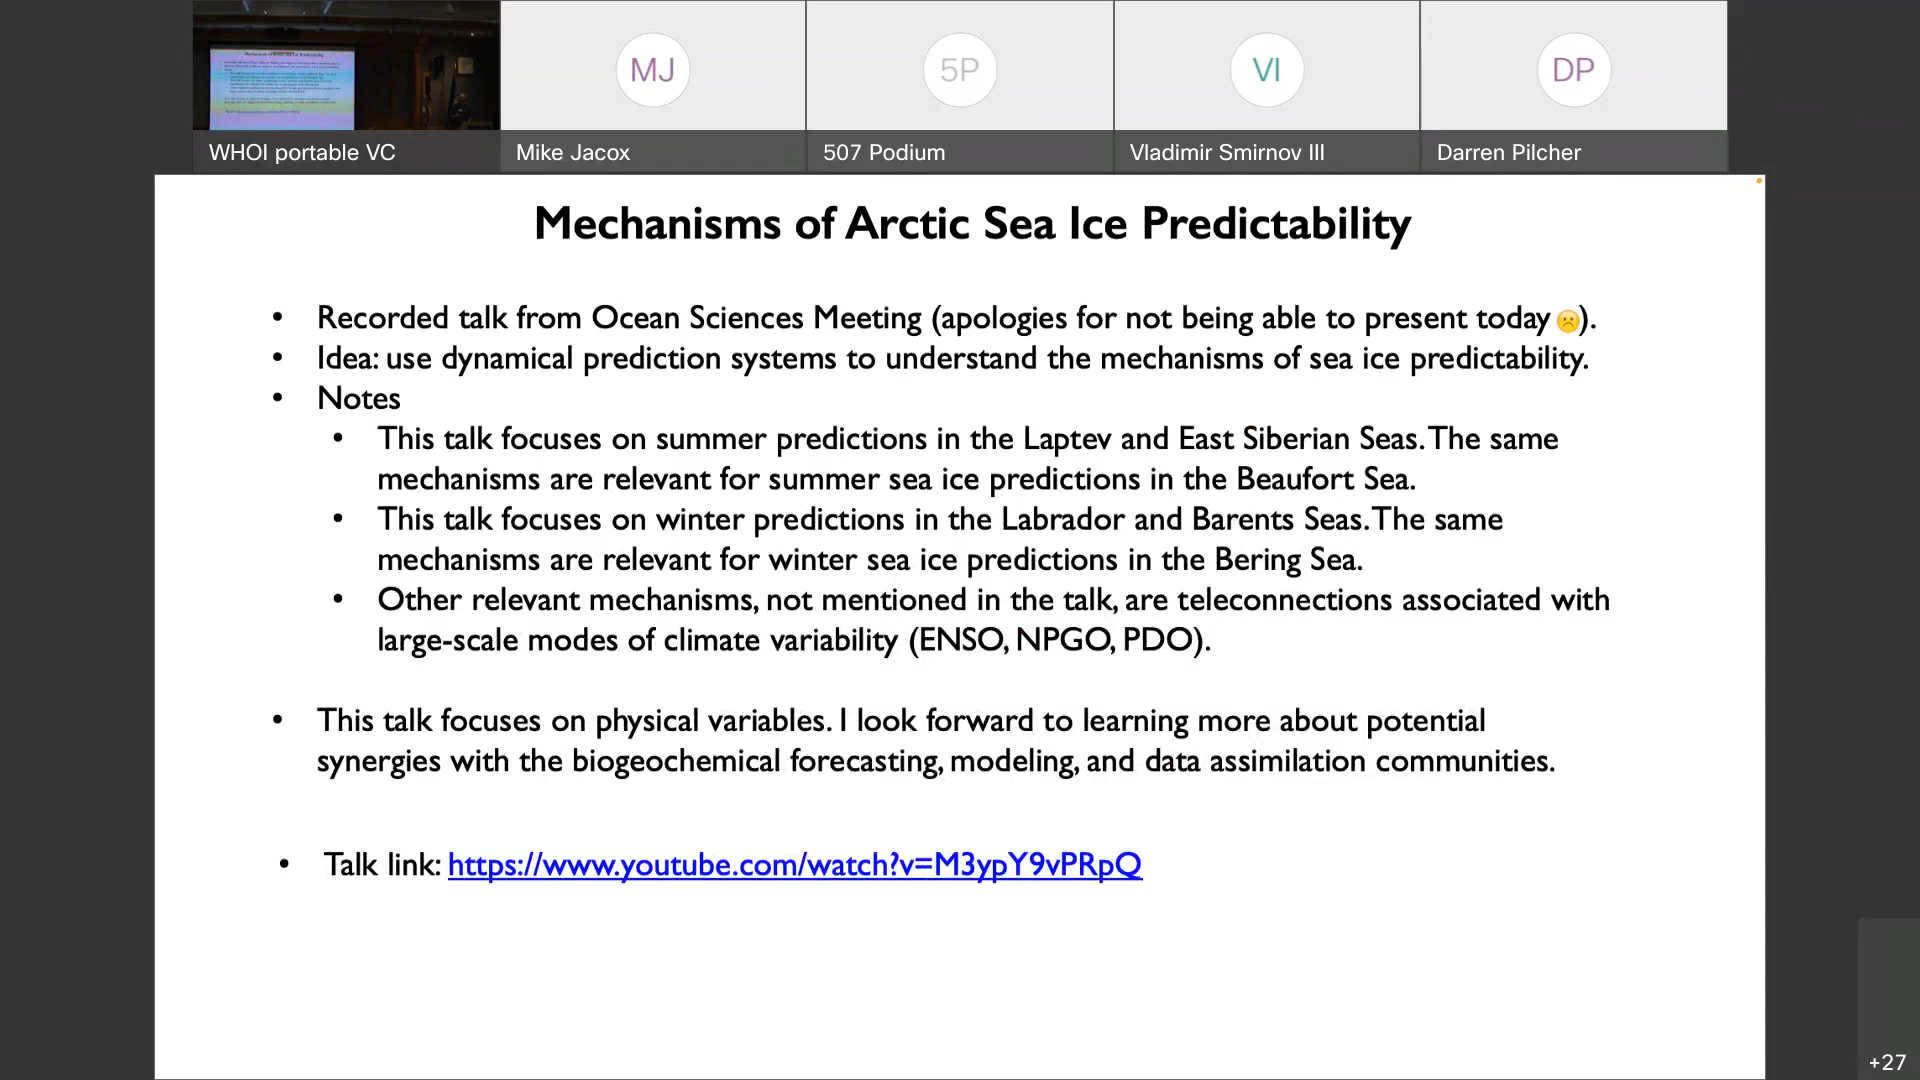 MJ
5P
VI
DP
WHOI portable VC
Mike Jacox
507 Podium
Vladimir Smirnov III
Darren Pilcher
Mechanisms of Arctic Sea Ice Predictability
• Recorded talk from Ocean Sciences Meeting (apologies for not being able to present today ☹️).
• Idea: use dynamical prediction systems to understand the mechanisms of sea ice predictability.
• Notes
• This talk focuses on summer predictions in the Laptev and East Siberian Seas. The same
mechanisms are relevant for summer sea ice predictions in the Beaufort Sea.
• This talk focuses on winter predictions in the Labrador and Barents Seas. The same
mechanisms are relevant for winter sea ice predictions in the Bering Sea.
• Other relevant mechanisms, not mentioned in the talk, are teleconnections associated with
large-scale modes of climate variability (ENSO, NPGO, PDO).
• This talk focuses on physical variables. I look forward to learning more about potential
synergies with the biogeochemical forecasting, modeling, and data assimilation communities.
• Talk link: https://www.youtube.com/watch?v=M3ypY9vPRpQ
+27